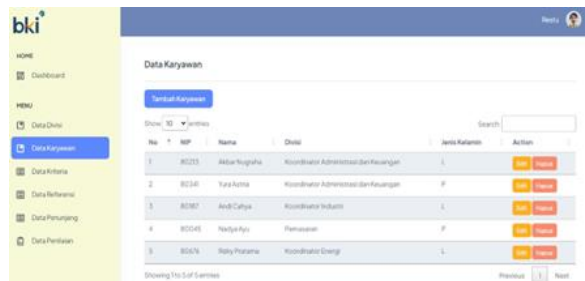 bki
Restu
HOME
Dashboard
MENU
Data Divisi
Data Karyawan
Data Kriteria
Data Referensi
Data Penunjang
Data Penilaian
Data Karyawan
Tambah Karyawan
Show 10 entries
Search:
No NIP Nama Divisi Jenis Kelamin Action
1 Akbar Nugraha Koordinator Administrasi dan Keuangan L Edit Hapus
2 Yura Koordinator Administrasi dan Keuangan P Edit Hapus
3 Andi Cahya Koordinator Industri L Edit Hapus
4 80045 Nadya Ayu Pemasaran P Edit Hapus
5 80676 Rizky Pratama Koordinator Energi L Edit Hapus
Showing 1 to 5 of 5 entries
Previous 1 Next